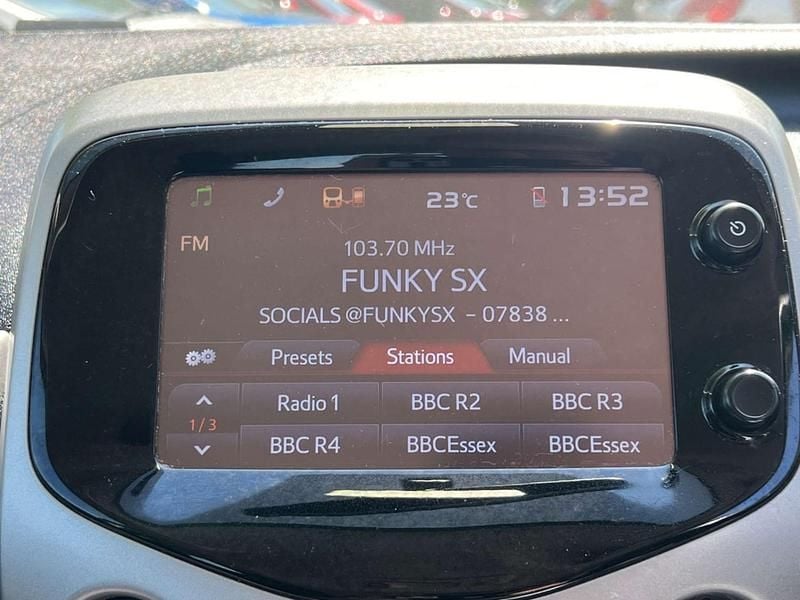 23°C 13:52
FM
103.70 MHz
FUNKY SX
SOCIALS @FUNKYSX - 07838 ...
Presets Stations Manual
Radio 1 BBC R2 BBC R3
1/3
BBC R4 BBCEssex BBCEssex